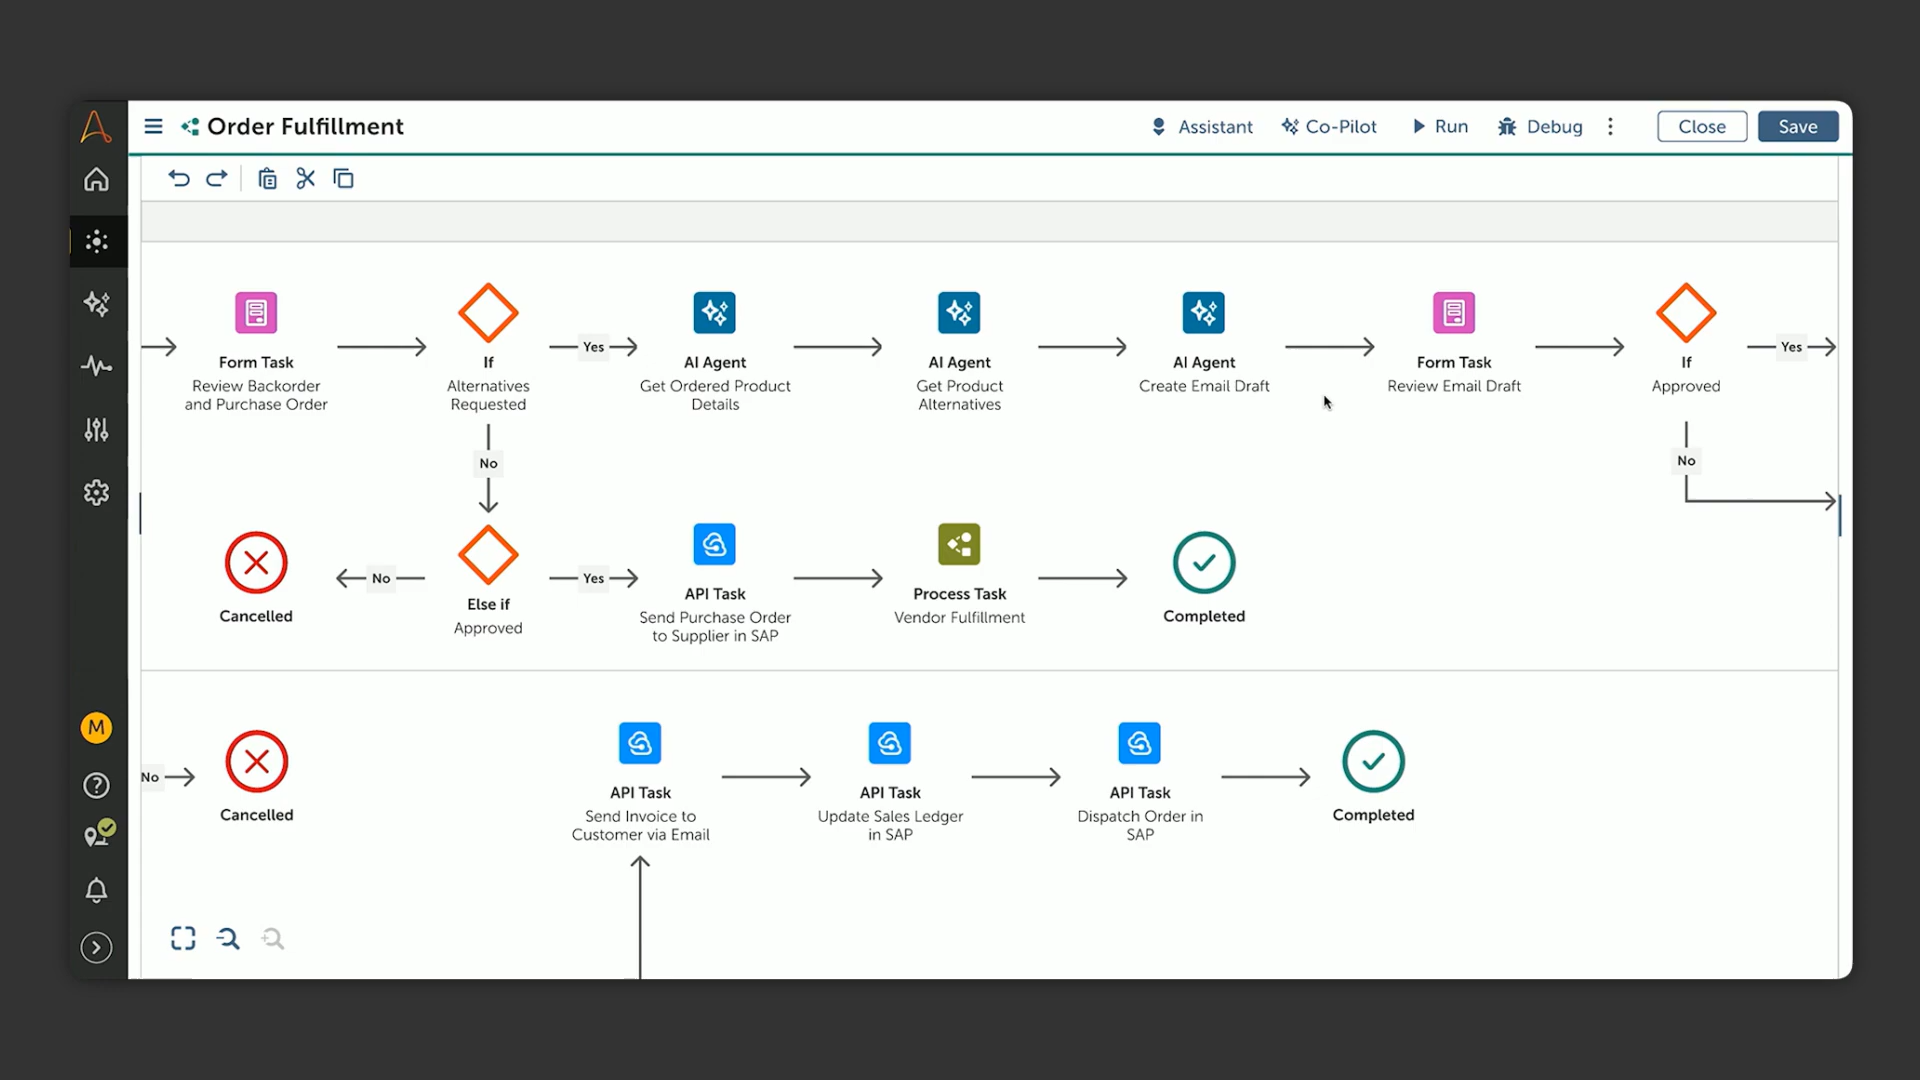 Order Fulfillment
Assistant
Co-Pilot
Run
Debug
Close
Save
Form Task
Review Backorder
and Purchase Order
If
Alternatives
Requested
Yes
AI Agent
Get Ordered Product
Details
AI Agent
Get Product
Alternatives
AI Agent
Create Email Draft
Form Task
Review Email Draft
If
Approved
Yes
No
No
Cancelled
No
Else if
Approved
Yes
API Task
Send Purchase Order
to Supplier in SAP
Process Task
Vendor Fulfillment
Completed
No
Cancelled
API Task
Send Invoice to
Customer via Email
API Task
Update Sales Ledger
in SAP
API Task
Dispatch Order in
SAP
Completed
M